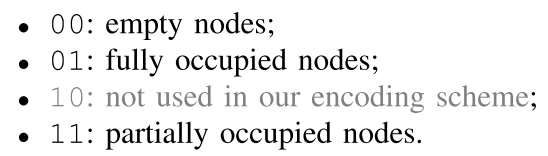 • 00: empty nodes;
• 01: fully occupied nodes;
• 10: not used in our encoding scheme;
• 11: partially occupied nodes.